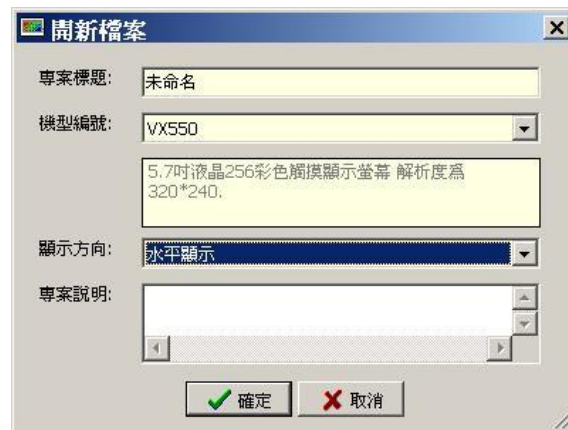 開新檔案
專案標題:
未命名
機型編號:
VX550
5.7吋液晶256彩色觸摸顯示螢幕 解析度爲
320*240.
顯示方向:
水平顯示
專案說明:
確定
取消